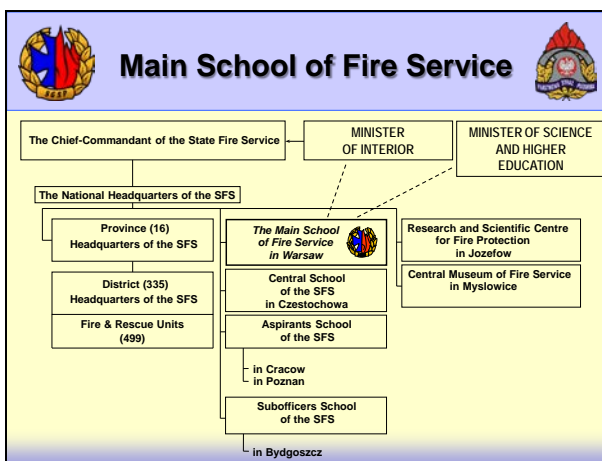 Main School of Fire Service
S G S P
The Chief-Commandant of the State Fire Service
MINISTER
OF INTERIOR
MINISTER OF SCIENCE
AND HIGHER
EDUCATION
The National Headquarters of the SFS
Province (16)
Headquarters of the SFS
District (335)
Headquarters of the SFS
Fire & Rescue Units
(499)
The Main School
of Fire Service
in Warsaw
Central School
of the SFS
in Czestochowa
Aspirants School
of the SFS
in Cracow
in Poznan
Subofficers School
of the SFS
in Bydgoszcz
Research and Scientific Centre
for Fire Protection
in Jozefow
Central Museum of Fire Service
in Myslowice